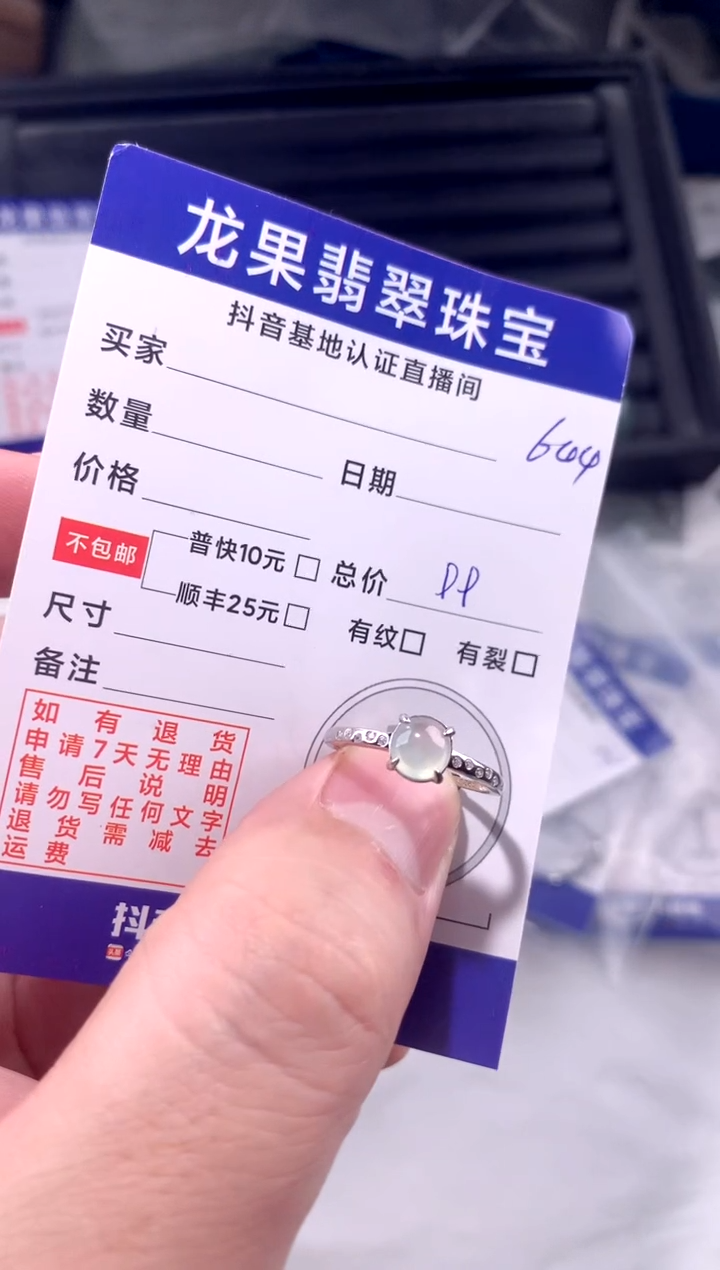 龙果翡翠珠宝
抖音基地认证直播间
买家
数量
价格
日期
不包邮
普快10元
总价
顺丰25元
有纹
有裂
尺寸
备注
如有退货
申请7天无理由
售后说明
请勿写任何文字
退货需减去
运费
抖